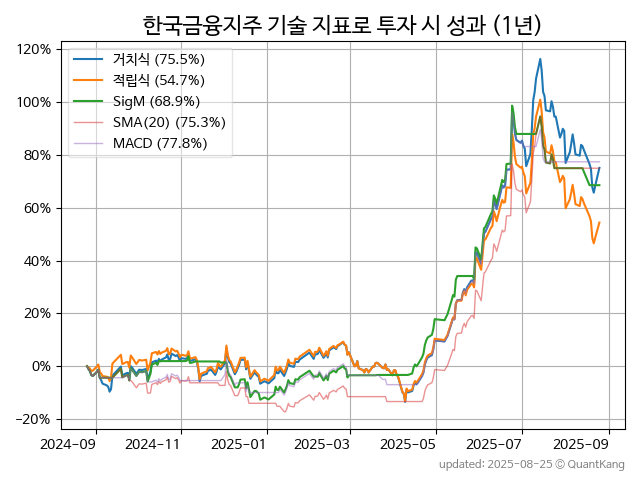 한국금융지주 기술 지표로 투자 시 성과 (1년)
120%
100%
80%
60%
40%
20%
0%
−20%
거치식 (75.5%)
적립식 (54.7%)
SigM (68.9%)
SMA(20) (75.3%)
MACD (77.8%)
2024-09
2024-11
2025-01
2025-03
2025-05
2025-07
2025-09
updated: 2025-08-25 © QuantKang